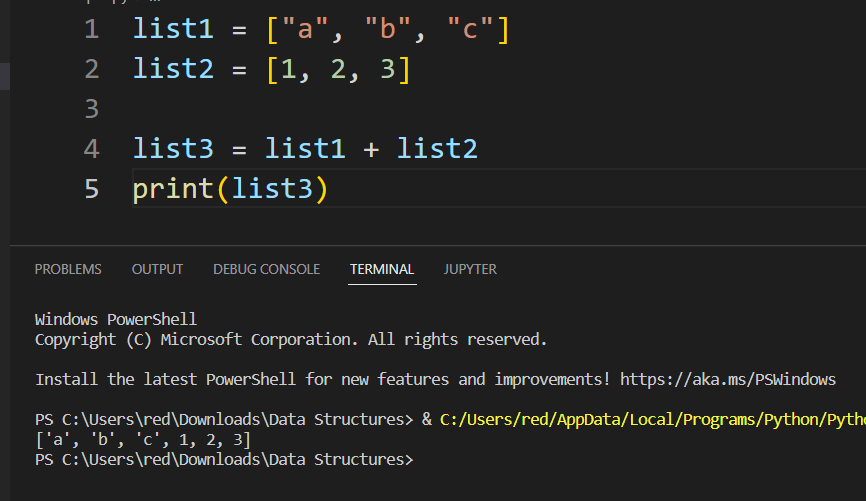 1 list1 = ["a", "b", "c"]
2 list2 = [1, 2, 3]
3
4 list3 = list1 + list2
5 print(list3)
PROBLEMS OUTPUT DEBUG CONSOLE TERMINAL JUPYTER
Windows PowerShell
Copyright (C) Microsoft Corporation. All rights reserved.
Install the latest PowerShell for new features and improvements! https://aka.ms/PSWindows
PS C:\Users\red\Downloads\Data Structures> & C:/Users/red/AppData/Local/Programs/Python/Pytho
['a', 'b', 'c', 1, 2, 3]
PS C:\Users\red\Downloads\Data Structures>